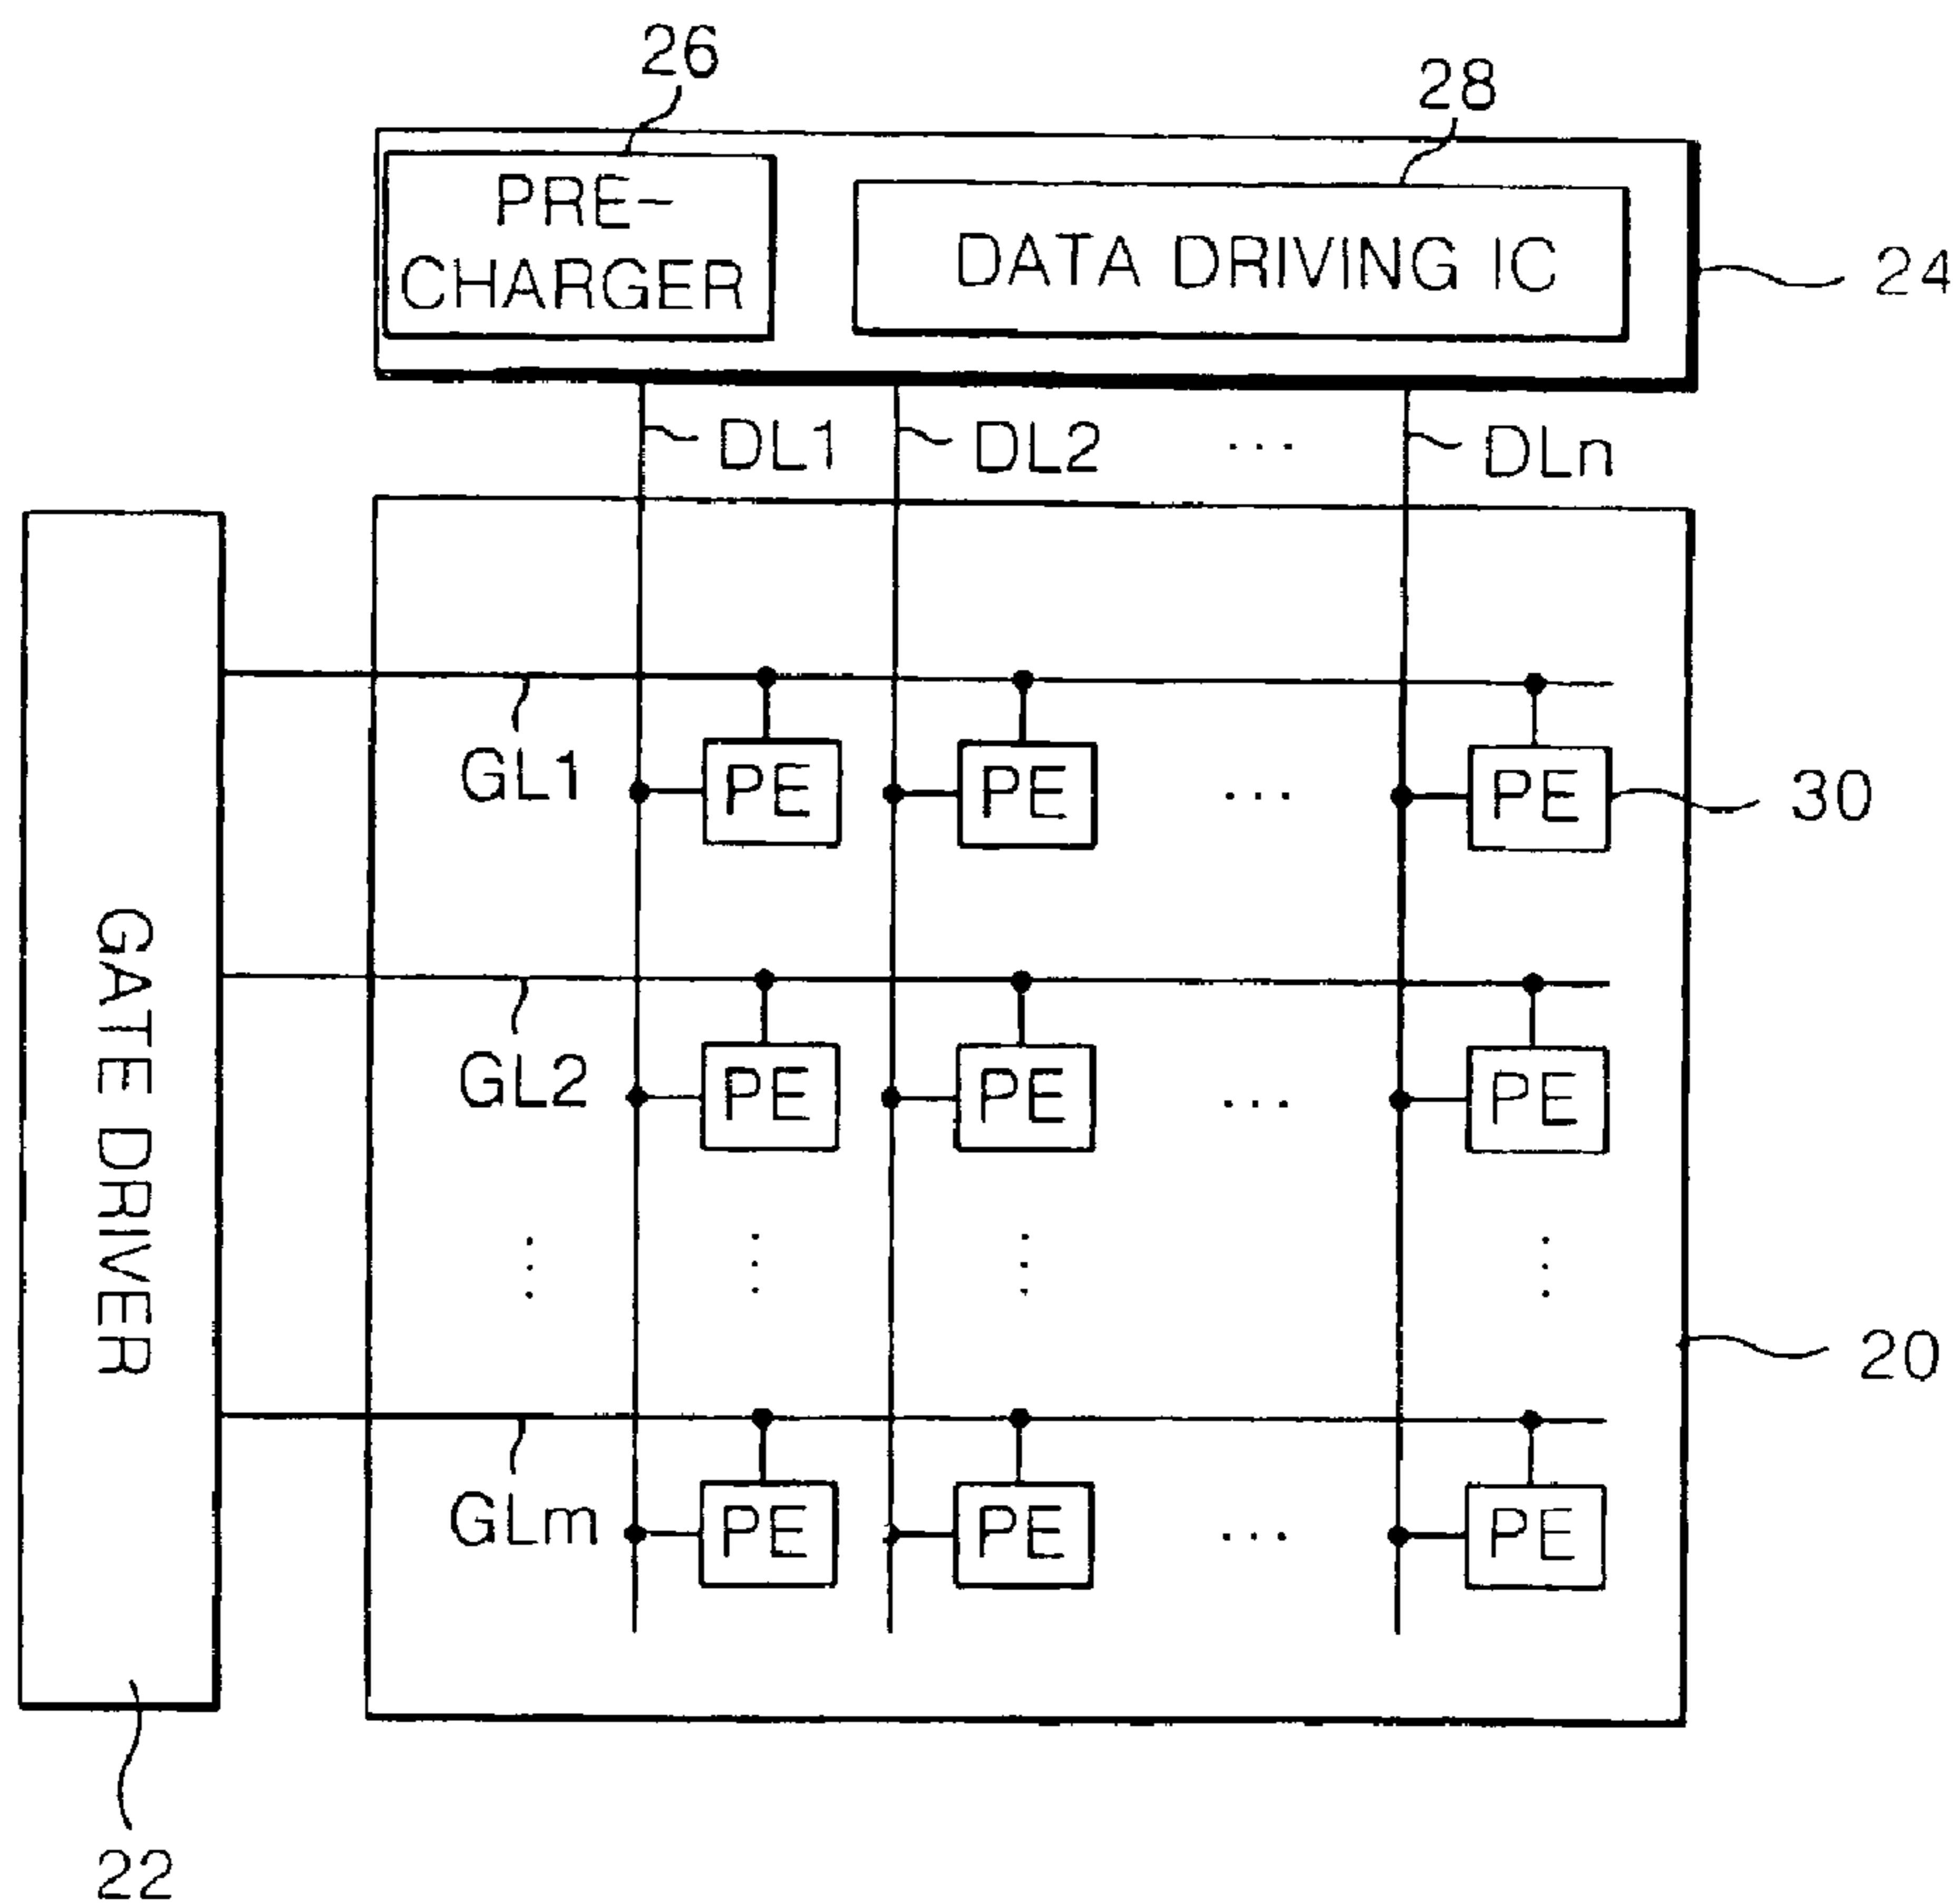 26
28
PRE-
CHARGER
DATA DRIVING IC
24
DL1 DL2 ... DLn
GL1
PE PE ... PE
30
GATE DRIVER
GL2
PE PE ... PE
20
GLm
PE PE ... PE
22